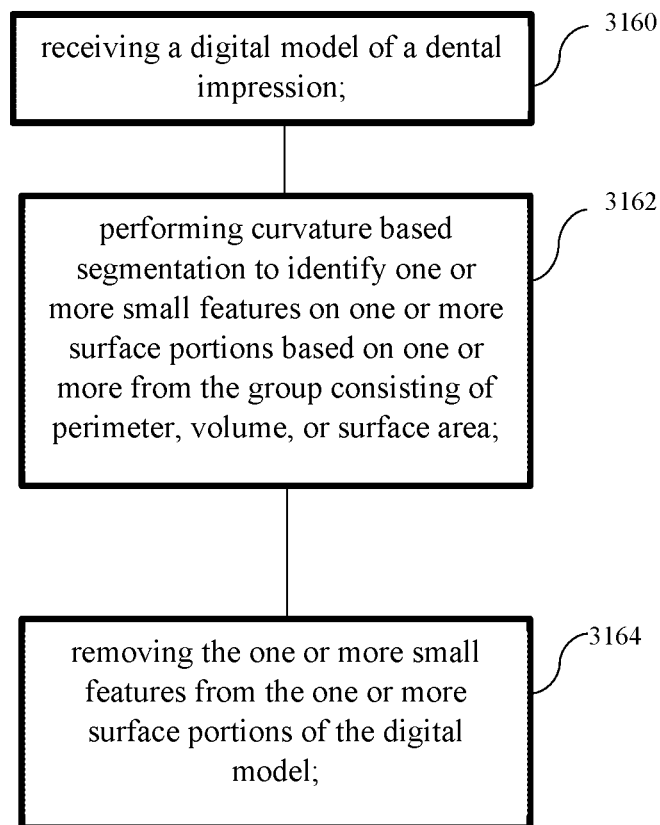 receiving a digital model of a dental
impression;
3160
performing curvature based
segmentation to identify one or
more small features on one or more
surface portions based on one or
more from the group consisting of
perimeter, volume, or surface area;
3162
removing the one or more small
features from the one or more
surface portions of the digital
model;
3164